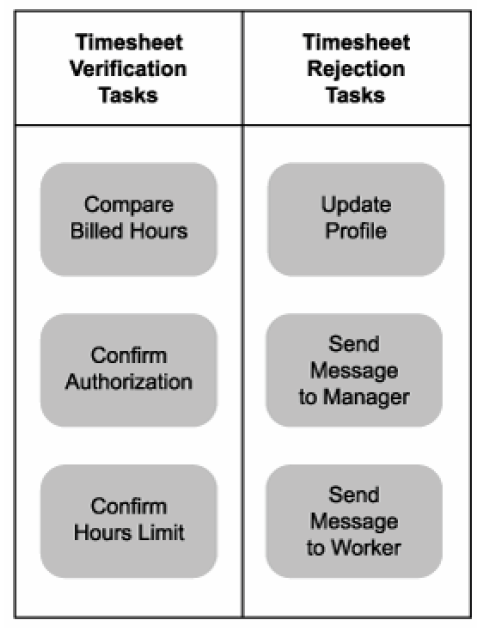 Timesheet
Verification
Tasks
Timesheet
Rejection
Tasks
Compare
Billed Hours
Update
Profile
Confirm
Authorization
Send
Message
to Manager
Confirm
Hours Limit
Send
Message
to Worker